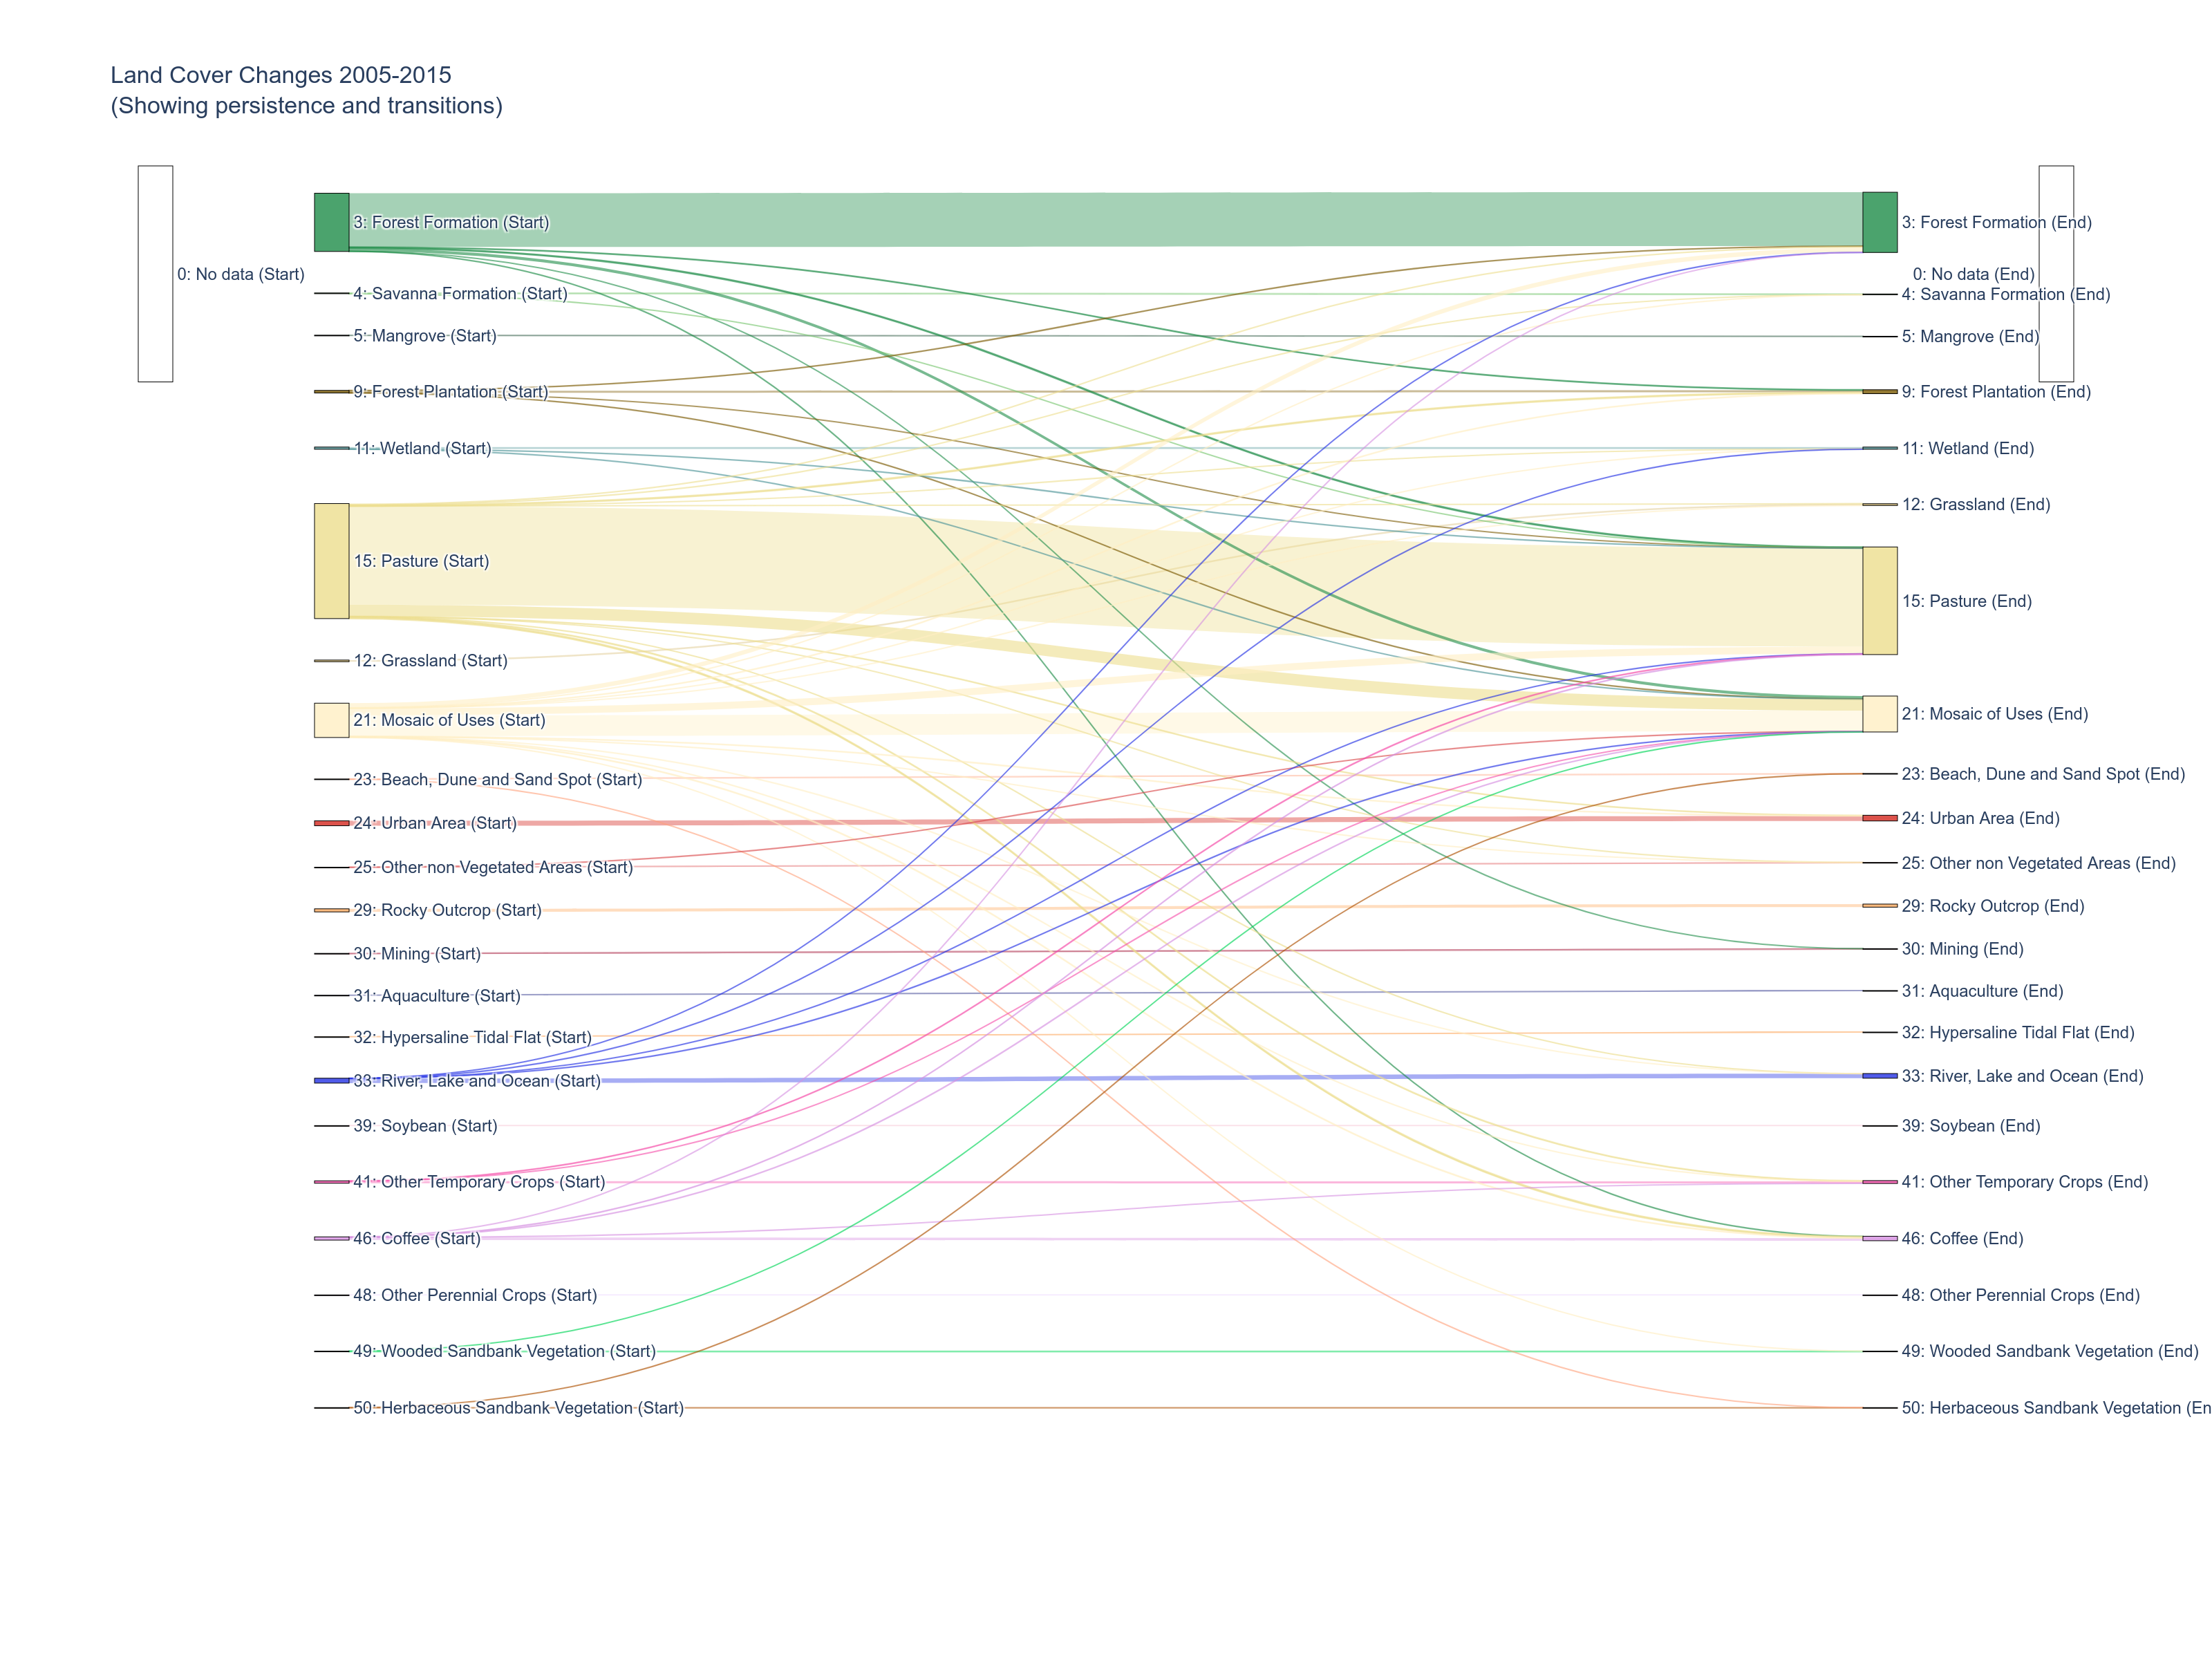 Land Cover Changes 2005-2015
(Showing persistence and transitions)
0: No data (Start)
3: Forest Formation (Start)
4: Savanna Formation (Start)
5: Mangrove (Start)
9: Forest Plantation (Start)
11: Wetland (Start)
15: Pasture (Start)
12: Grassland (Start)
21: Mosaic of Uses (Start)
23: Beach, Dune and Sand Spot (Start)
24: Urban Area (Start)
25: Other non Vegetated Areas (Start)
29: Rocky Outcrop (Start)
30: Mining (Start)
31: Aquaculture (Start)
32: Hypersaline Tidal Flat (Start)
33: River, Lake and Ocean (Start)
39: Soybean (Start)
41: Other Temporary Crops (Start)
46: Coffee (Start)
48: Other Perennial Crops (Start)
49: Wooded Sandbank Vegetation (Start)
50: Herbaceous Sandbank Vegetation (Start)
3: Forest Formation (End)
0: No data (End)
4: Savanna Formation (End)
5: Mangrove (End)
9: Forest Plantation (End)
11: Wetland (End)
12: Grassland (End)
15: Pasture (End)
21: Mosaic of Uses (End)
23: Beach, Dune and Sand Spot (End)
24: Urban Area (End)
25: Other non Vegetated Areas (End)
29: Rocky Outcrop (End)
30: Mining (End)
31: Aquaculture (End)
32: Hypersaline Tidal Flat (End)
33: River, Lake and Ocean (End)
39: Soybean (End)
41: Other Temporary Crops (End)
46: Coffee (End)
48: Other Perennial Crops (End)
49: Wooded Sandbank Vegetation (End)
50: Herbaceous Sandbank Vegetation (En